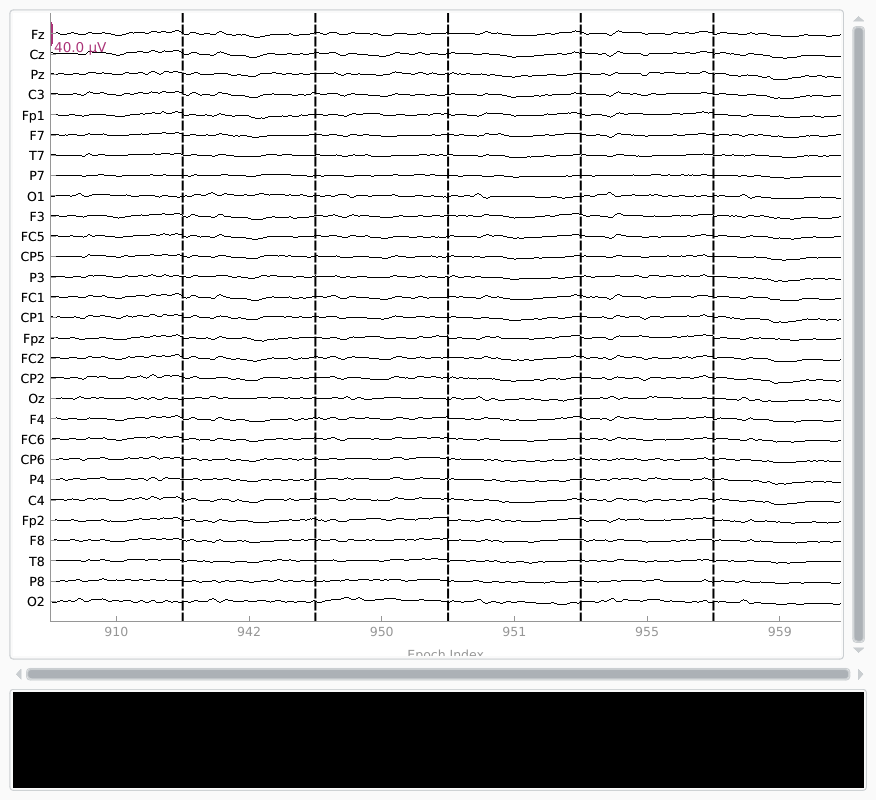 Fz
40.0 µV
Cz
Pz
C3
Fp1
F7
T7
P7
O1
F3
FC5
CP5
P3
FC1
CP1
Fpz
FC2
CP2
Oz
F4
FC6
CP6
P4
C4
Fp2
F8
T8
P8
O2
910 942 950 951 955 959
Epoch Index